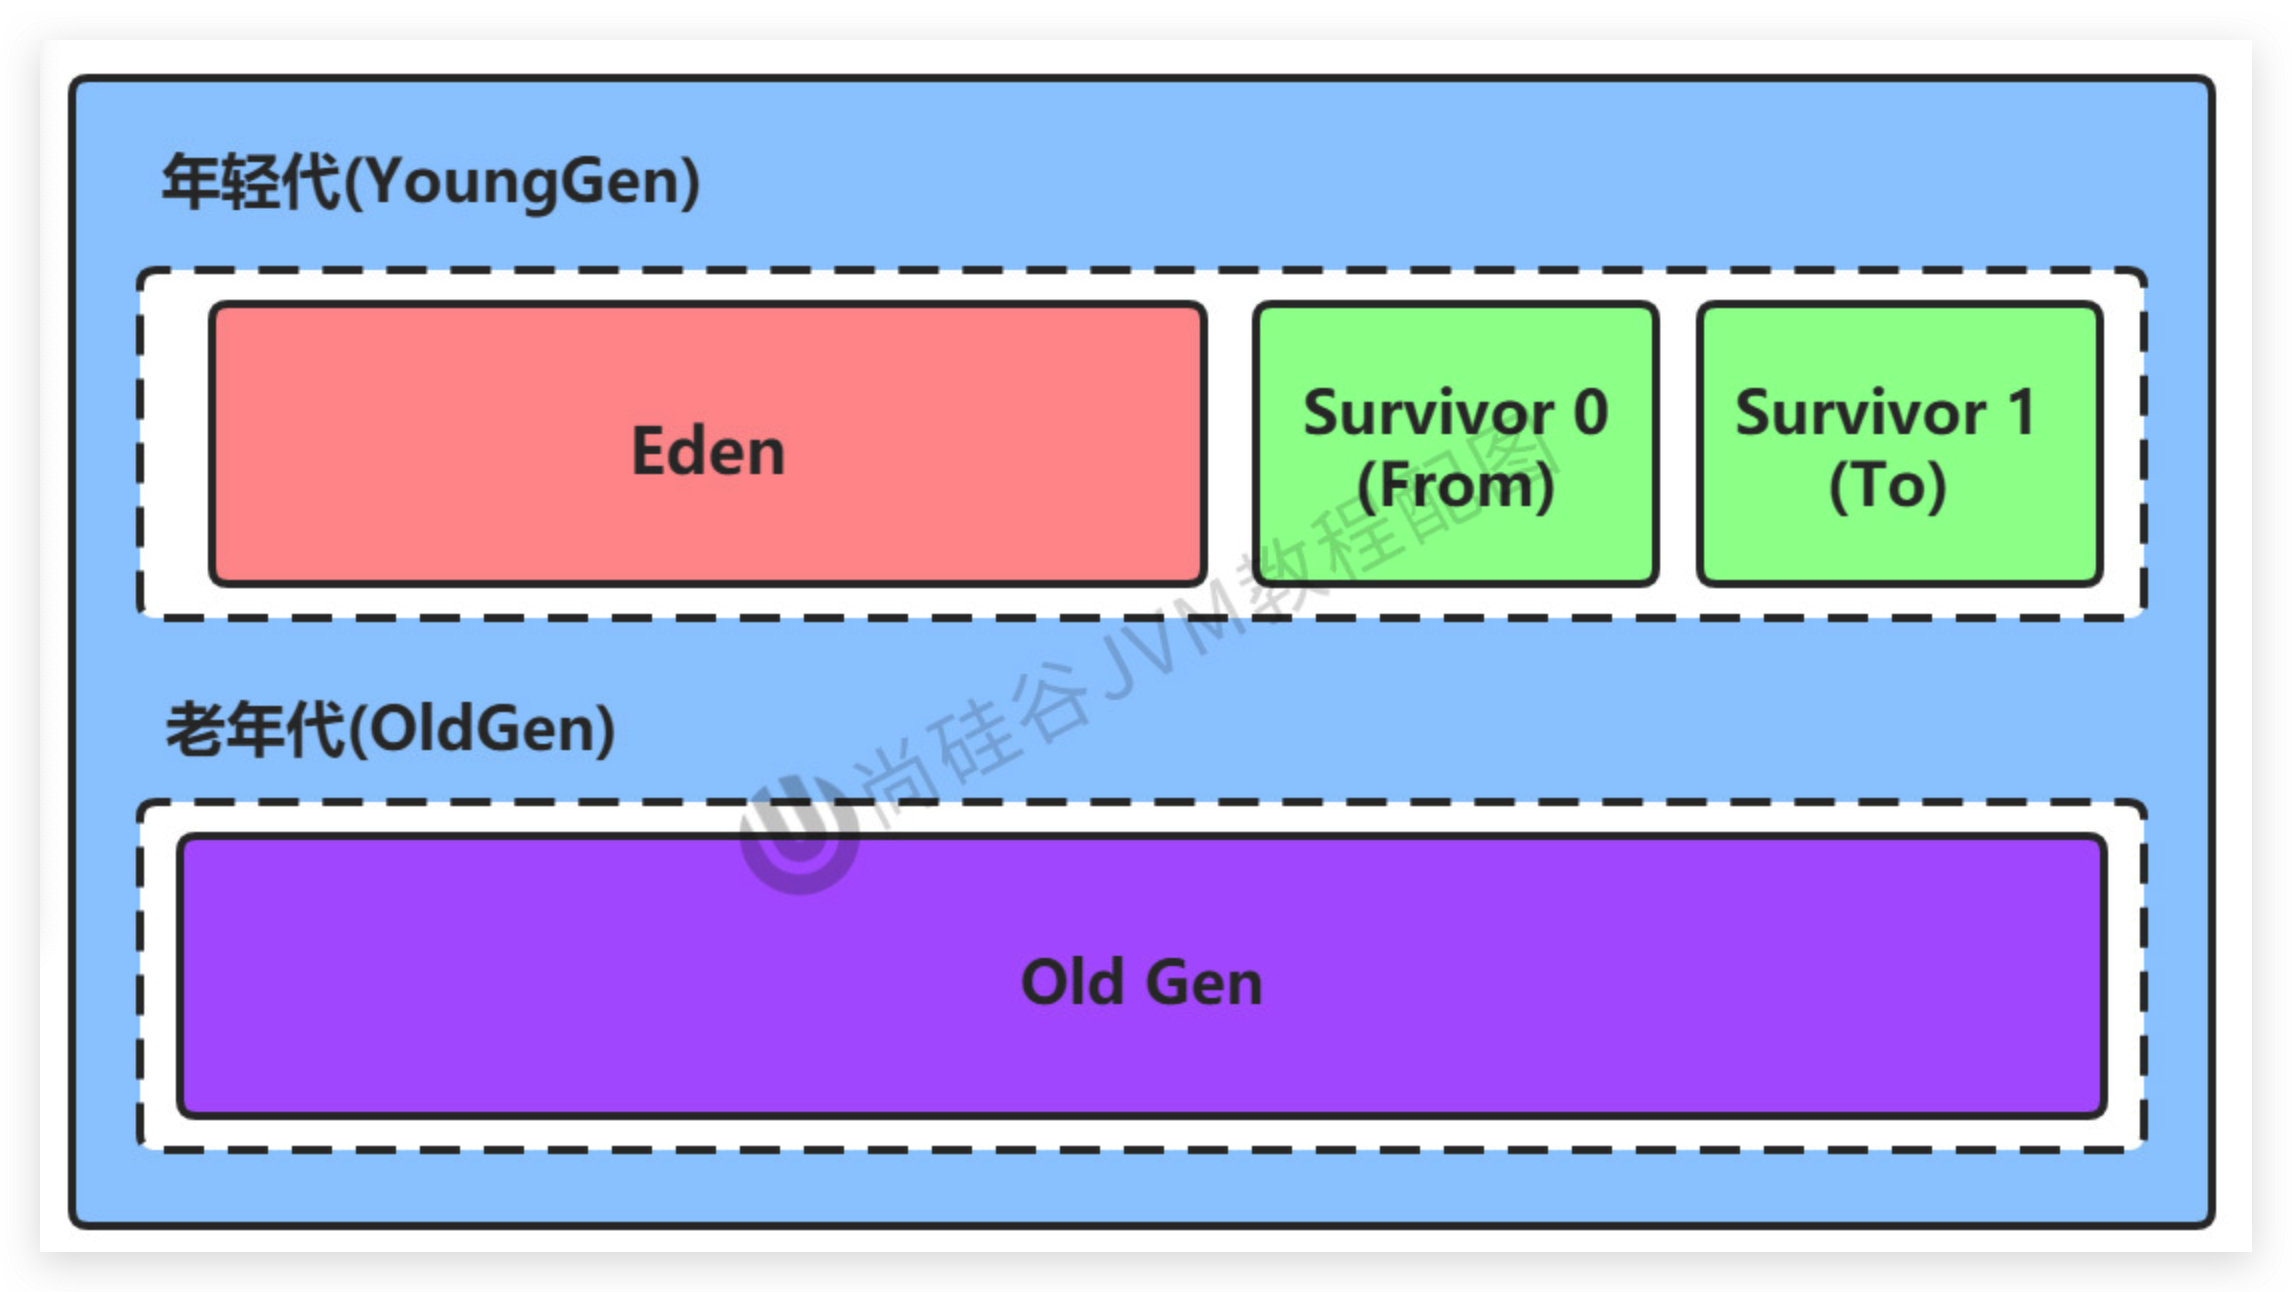 年轻代(YoungGen)
Eden
Survivor 0
(From)
Survivor 1
(To)
老年代(OldGen)
Old Gen
尚硅谷JVM教程配图